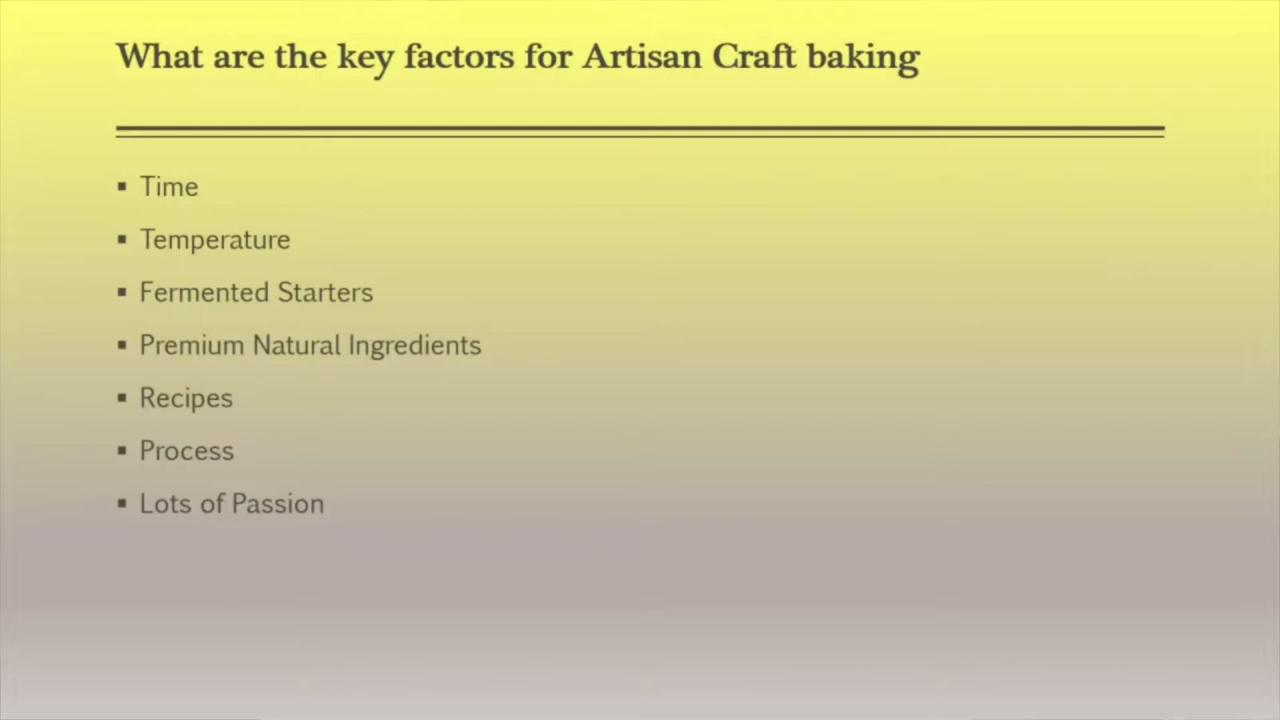 What are the key factors for Artisan Craft baking
▪ Time
▪ Temperature
▪ Fermented Starters
▪ Premium Natural Ingredients
▪ Recipes
▪ Process
▪ Lots of Passion